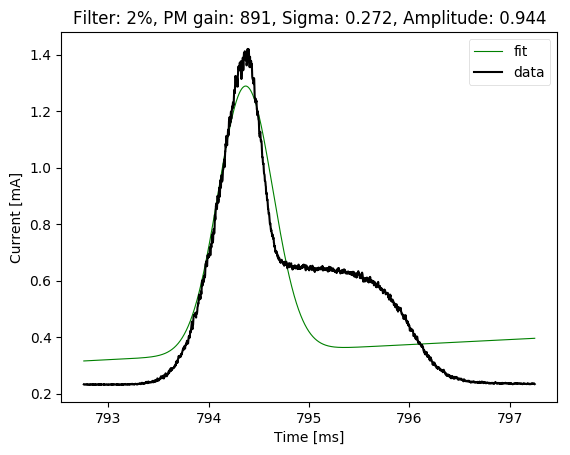 Filter: 2%, PM gain: 891, Sigma: 0.272, Amplitude: 0.944
fit
data
1.4
1.2
1.0
0.8
0.6
0.4
0.2
Current [mA]
793
794
795
796
797
Time [ms]